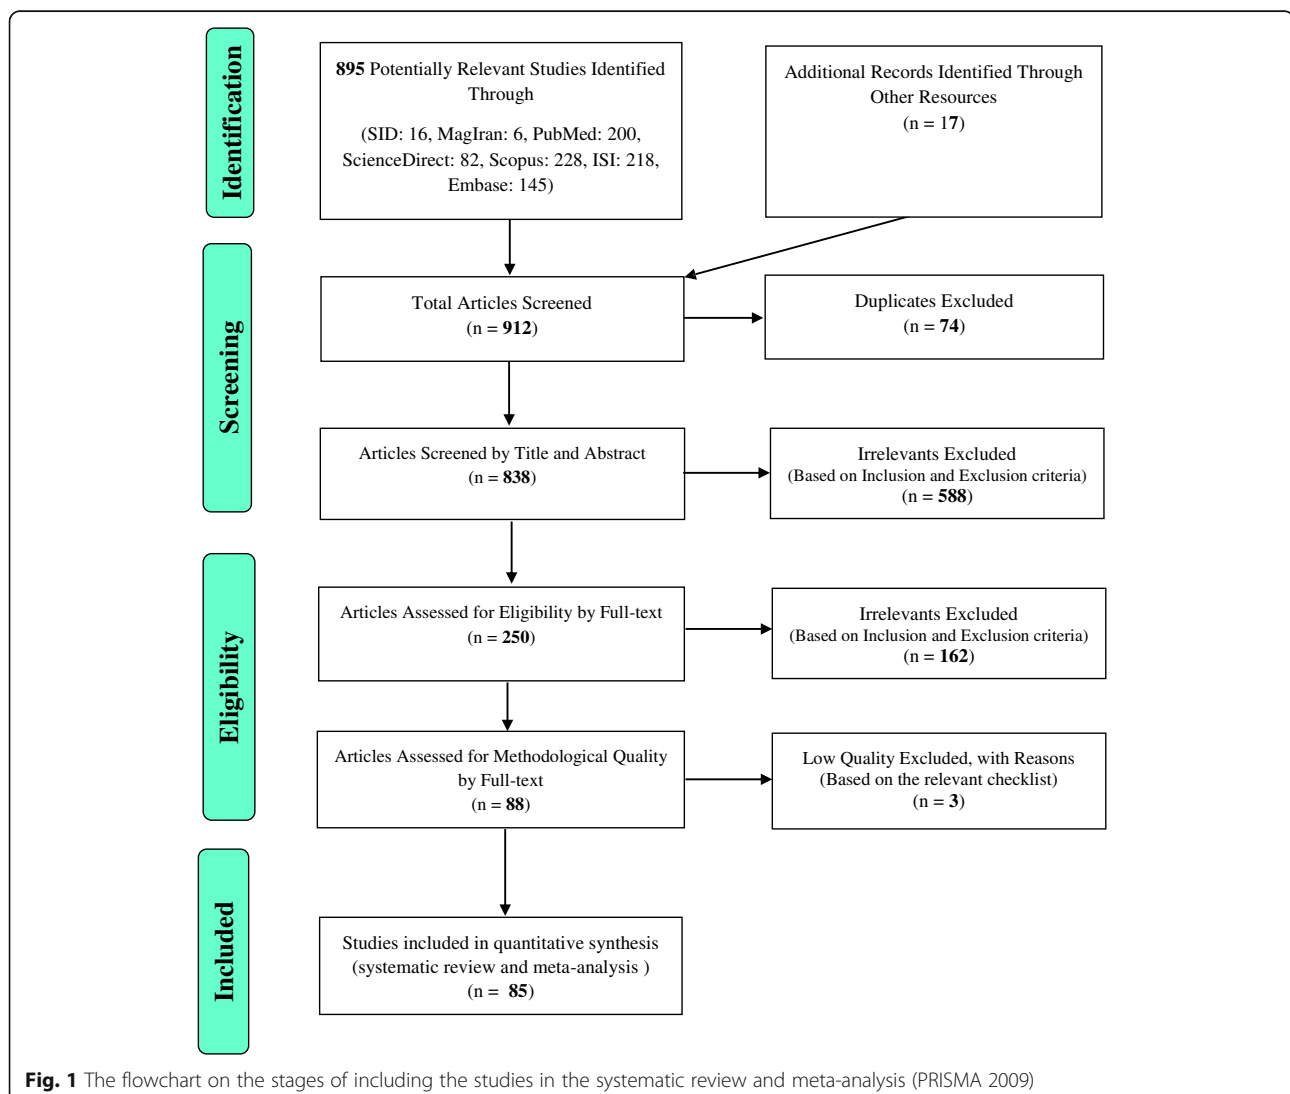 Identification
895 Potentially Relevant Studies Identified
Through
(SID: 16, MagIran: 6, PubMed: 200,
ScienceDirect: 82, Scopus: 228, ISI: 218,
Embase: 145)
Additional Records Identified Through
Other Resources
(n = 17)
Screening
Total Articles Screened
(n = 912)
Duplicates Excluded
(n = 74)
Articles Screened by Title and Abstract
(n = 838)
Irrelevants Excluded
(Based on Inclusion and Exclusion criteria)
(n = 588)
Eligibility
Articles Assessed for Eligibility by Full-text
(n = 250)
Irrelevants Excluded
(Based on Inclusion and Exclusion criteria)
(n = 162)
Articles Assessed for Methodological Quality
by Full-text
(n = 88)
Low Quality Excluded, with Reasons
(Based on the relevant checklist)
(n = 3)
Included
Studies included in quantitative synthesis
(systematic review and meta-analysis )
(n = 85)
Fig. 1 The flowchart on the stages of including the studies in the systematic review and meta-analysis (PRISMA 2009)